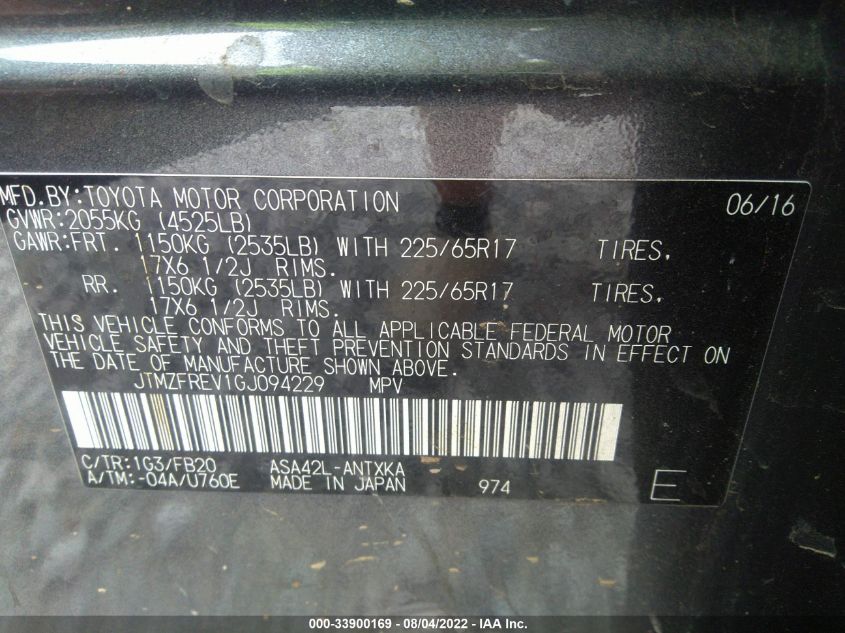 MFD.BY:TOYOTA MOTOR CORPORATION 06/16
GVWR:2055KG (4525LB)
GAWR:FRT. 1150KG (2535LB) WITH 225/65R17 TIRES,
17X6 1/2J RIMS.
RR. 1150KG (2535LB) WITH 225/65R17 TIRES,
17X6 1/2J RIMS.
THIS VEHICLE CONFORMS TO ALL APPLICABLE FEDERAL MOTOR
VEHICLE SAFETY AND THEFT PREVENTION STANDARDS IN EFFECT ON
THE DATE OF MANUFACTURE SHOWN ABOVE.
JTMZFREV1GJ094229 MPV
C/TR:1G3/FB20 ASA42L-ANTXKA
A/TM:-04A/U760E MADE IN JAPAN 974 E
000-33900169 - 08/04/2022 - IAA Inc.